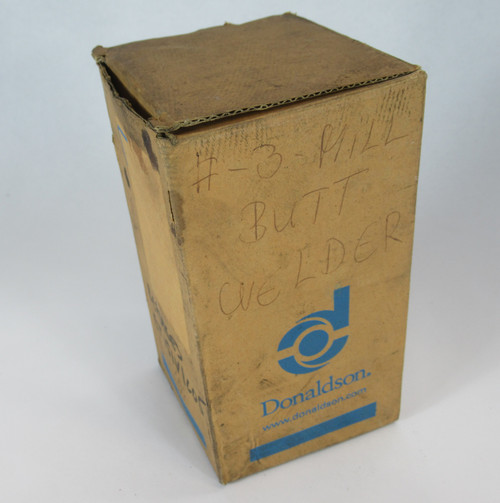 #-3 MILL
BUTT
WELDER
Donaldson.
www.donaldson.com